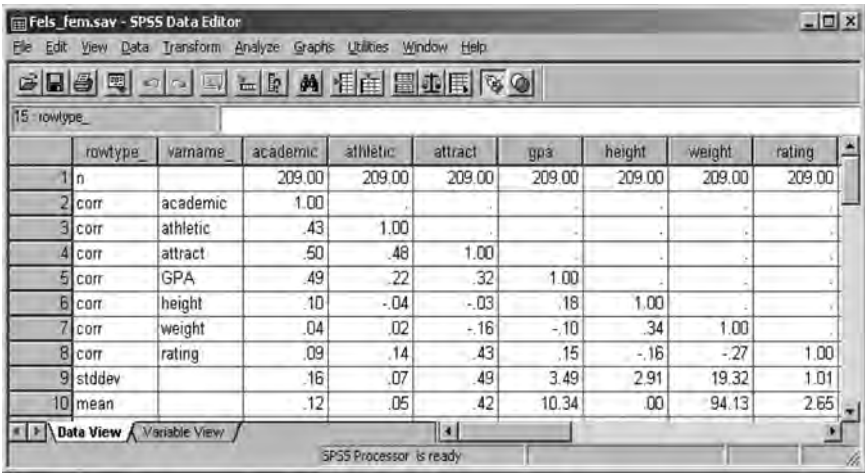 Fels_fem.sav - SPSS Data Editor
File Edit View Data Transform Analyze Graphs Utilities Window Help
15 : rowtype_
rowtype_ varname_ academic athletic attract gpa height weight rating
1 n 209.00 209.00 209.00 209.00 209.00 209.00 209.00
2 corr academic 1.00 . . . . . .
3 corr athletic .43 1.00 . . . . .
4 corr attract .50 .48 1.00 . . . .
5 corr GPA .49 .22 .32 1.00 . . .
6 corr height .10 -.04 -.03 .18 1.00 . .
7 corr weight .04 .02 -.16 -.10 .34 1.00 .
8 corr rating .09 .14 .43 .15 -.16 -.27 1.00
9 stddev .16 .07 .49 3.49 2.91 19.32 1.01
10 mean .12 .05 .42 10.34 .00 94.13 2.65
Data View Variable View
SPSS Processor is ready